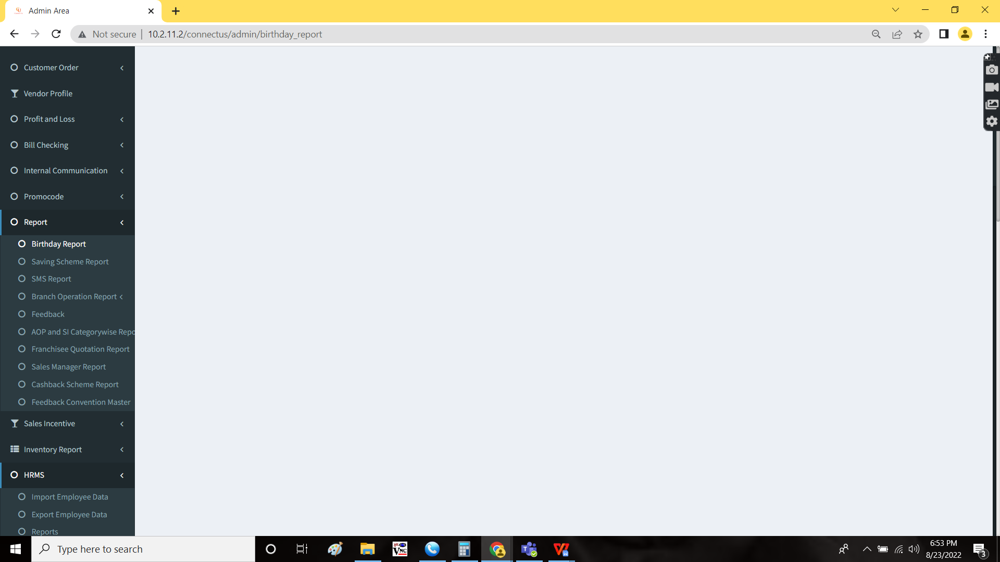 Admin Area
Not secure
10.2.11.2/connectus/admin/birthday_report
Customer Order
Vendor Profile
Profit and Loss
Bill Checking
Internal Communication
Promocode
Report
Birthday Report
Saving Scheme Report
SMS Report
Branch Operation Report
Feedback
AOP and SI Categorywise Repo
Franchisee Quotation Report
Sales Manager Report
Cashback Scheme Report
Feedback Convention Master
Sales Incentive
Inventory Report
HRMS
Import Employee Data
Export Employee Data
Reports
Type here to search
VNC
6:53 PM
8/23/2022
3